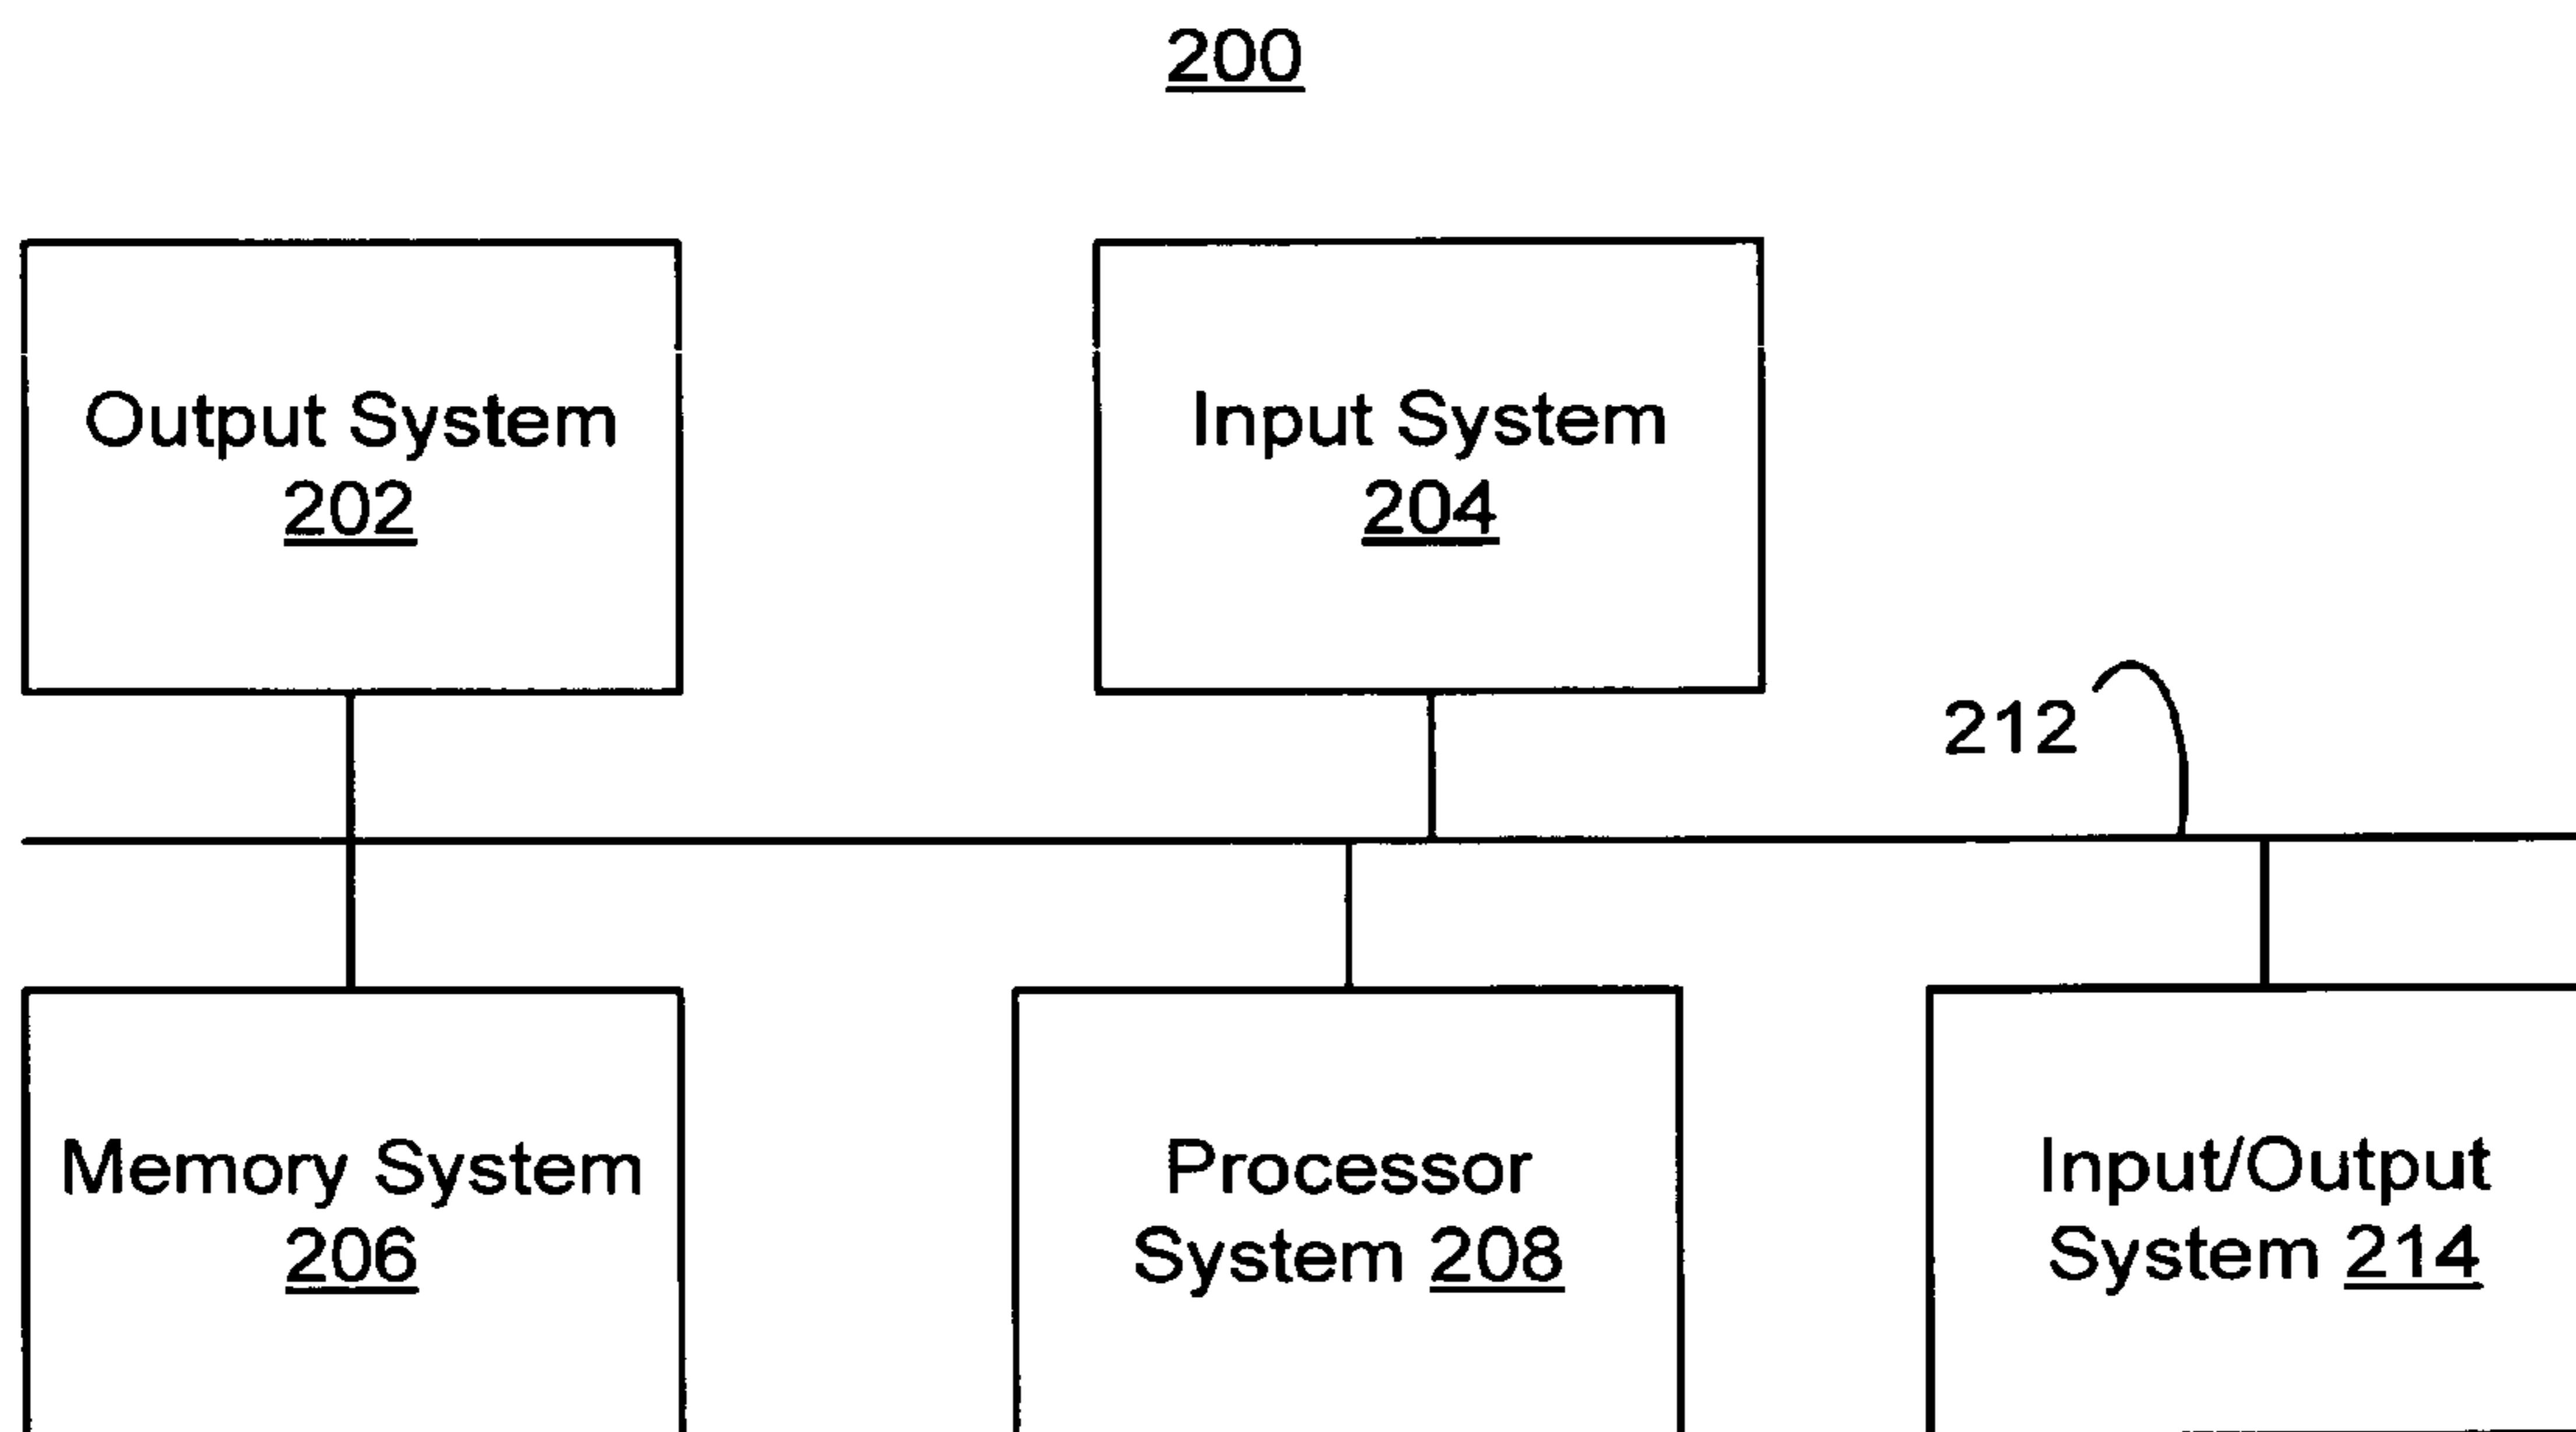 200
Output System
202
Input System
204
212
Memory System
206
Processor
System 208
Input/Output
System 214